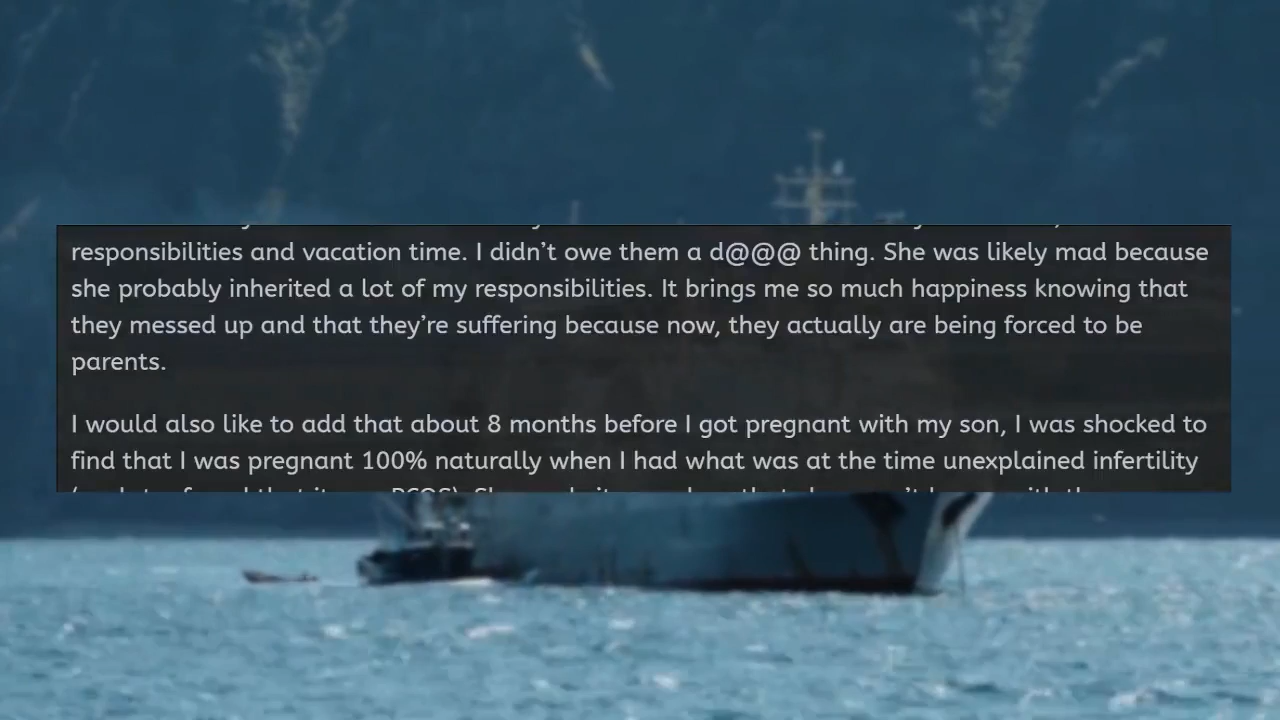 responsibilities and vacation time. I didn’t owe them a d@@@ thing. She was likely mad because
she probably inherited a lot of my responsibilities. It brings me so much happiness knowing that
they messed up and that they’re suffering because now, they actually are being forced to be
parents.
I would also like to add that about 8 months before I got pregnant with my son, I was shocked to
find that I was pregnant 100% naturally when I had what was at the time unexplained infertility